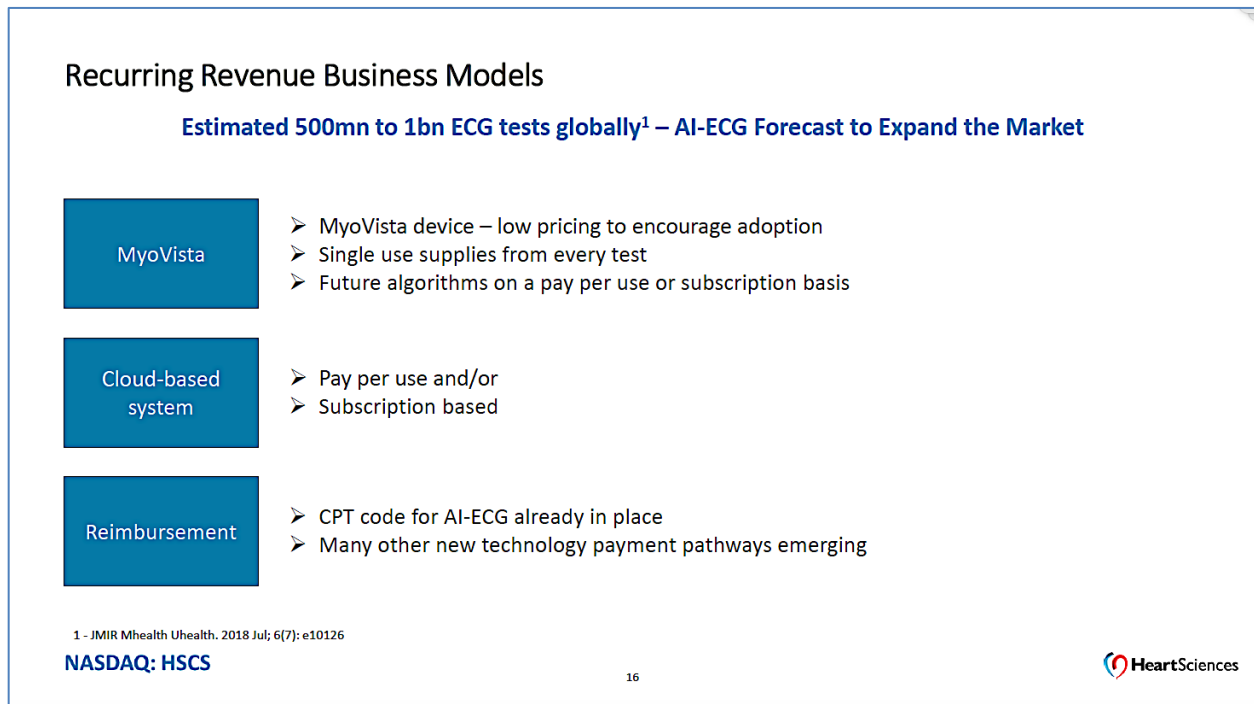 Recurring Revenue Business Models
Estimated 500mn to 1bn ECG tests globally¹ – AI-ECG Forecast to Expand the Market
MyoVista
➢ MyoVista device – low pricing to encourage adoption
➢ Single use supplies from every test
➢ Future algorithms on a pay per use or subscription basis
Cloud-based
system
➢ Pay per use and/or
➢ Subscription based
Reimbursement
➢ CPT code for AI-ECG already in place
➢ Many other new technology payment pathways emerging
1 - JMIR Mhealth Uhealth. 2018 Jul; 6(7): e10126
NASDAQ: HSCS
16
HeartSciences